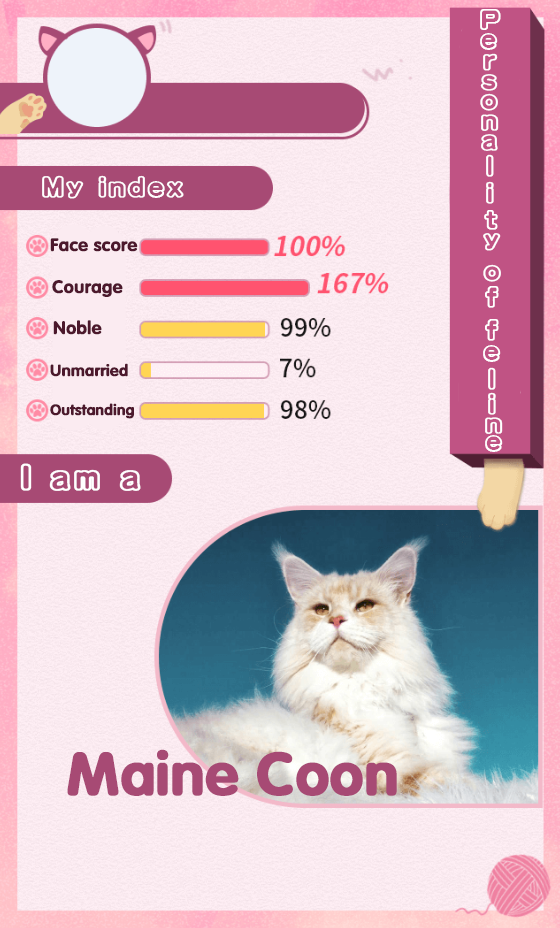 Personality of feline
My index
Face score 100%
Courage 167%
Noble 99%
Unmarried 7%
Outstanding 98%
I am a
Maine Coon